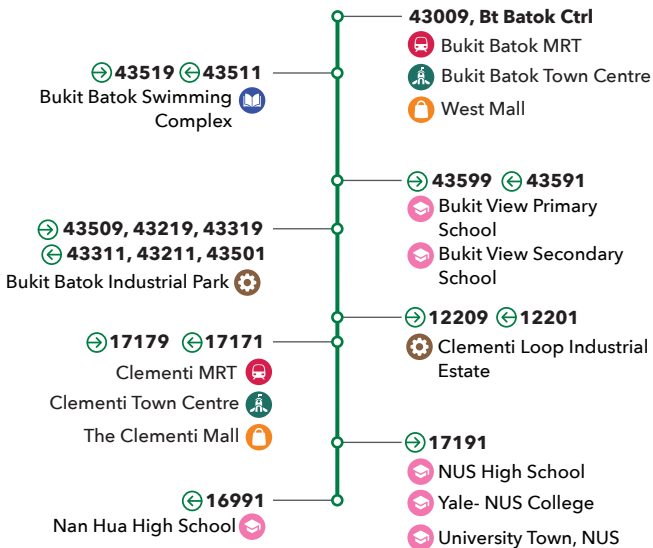 43009, Bt Batok Ctrl
Bukit Batok MRT
Bukit Batok Town Centre
West Mall
43519 43511
Bukit Batok Swimming
Complex
43599 43591
Bukit View Primary
School
Bukit View Secondary
School
43509, 43219, 43319
43311, 43211, 43501
Bukit Batok Industrial Park
12209 12201
Clementi Loop Industrial
Estate
17179 17171
Clementi MRT
Clementi Town Centre
The Clementi Mall
17191
NUS High School
Yale- NUS College
University Town, NUS
16991
Nan Hua High School